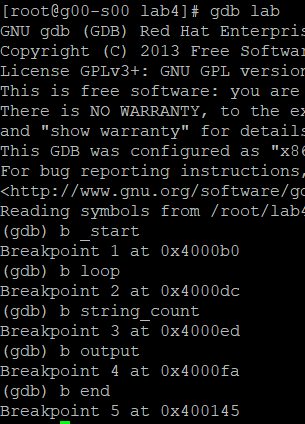 [root@g00-s00 lab4]# gdb lab
GNU gdb (GDB) Red Hat Enterpris
Copyright (C) 2013 Free Softwar
License GPLv3+: GNU GPL version
This is free software: you are
There is NO WARRANTY, to the ex
and "show warranty" for details
This GDB was configured as "x86
For bug reporting instructions,
<http://www.gnu.org/software/gd
Reading symbols from /root/lab4
(gdb) b _start
Breakpoint 1 at 0x4000b0
(gdb) b loop
Breakpoint 2 at 0x4000dc
(gdb) b string_count
Breakpoint 3 at 0x4000ed
(gdb) b output
Breakpoint 4 at 0x4000fa
(gdb) b end
Breakpoint 5 at 0x400145